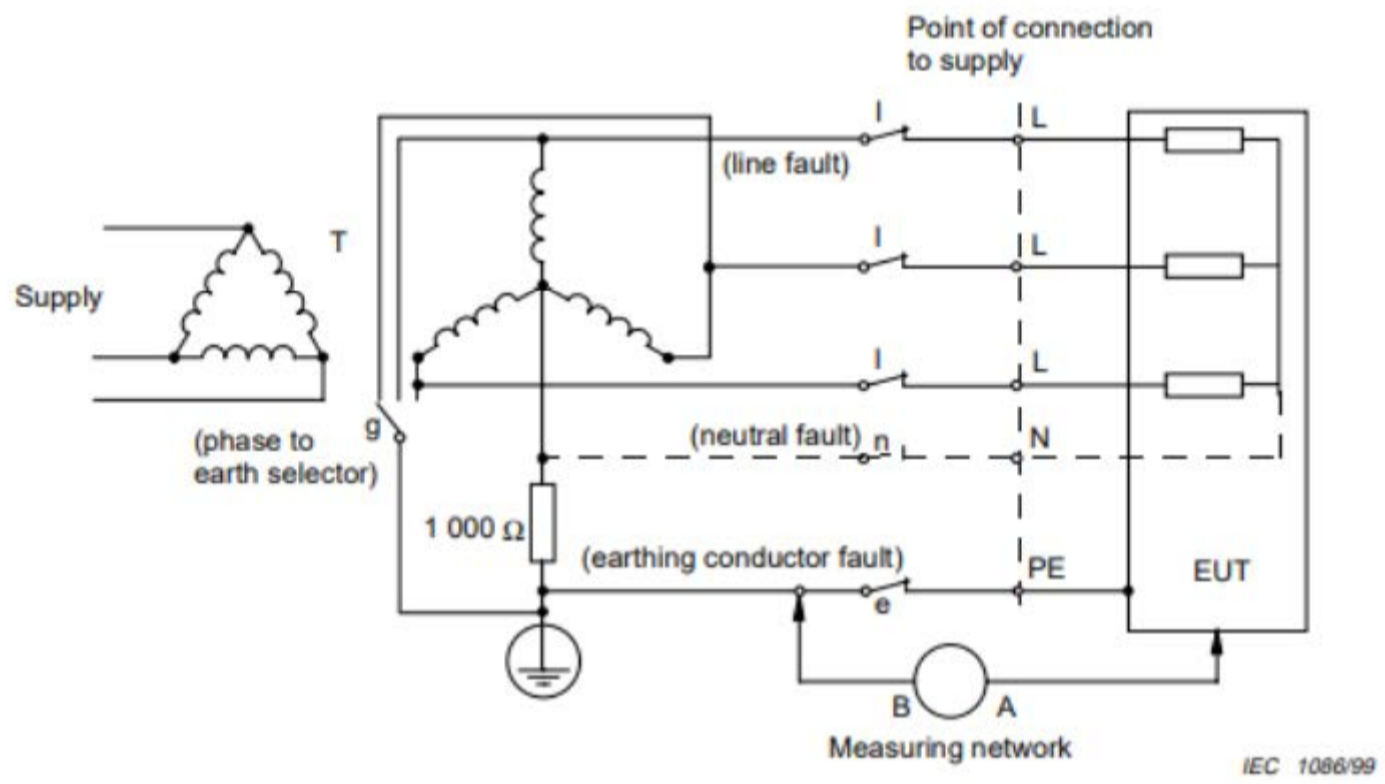 Point of connection
to supply
l
L
(line fault)
T
l
L
Supply
l
L
(phase to
earth selector)
g
(neutral fault)
n
N
1 000 Ω
(earthing conductor fault)
e
PE
EUT
B
A
Measuring network
IEC 1086/99